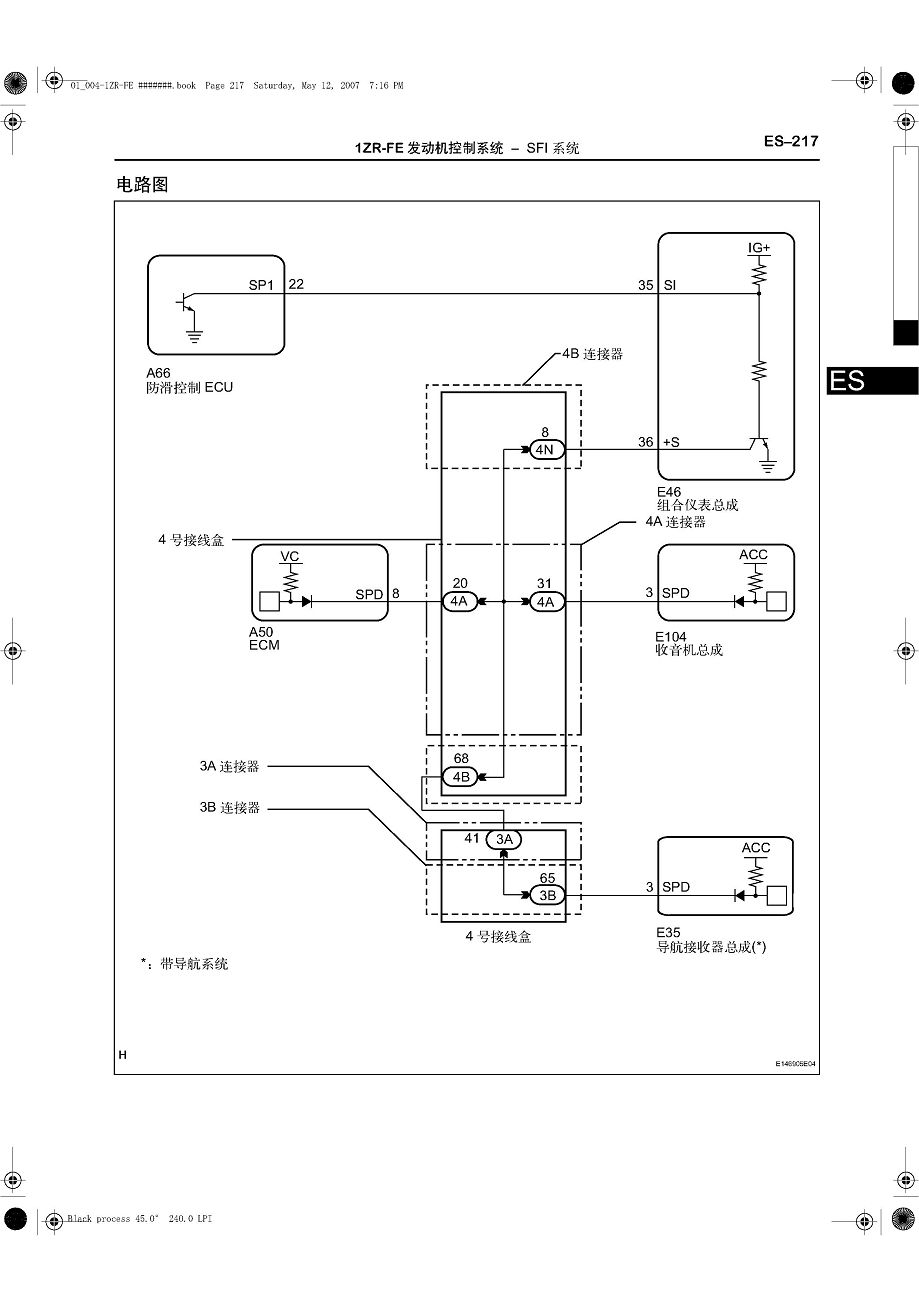 01_004-1ZR-FE #######.book Page 217 Saturday, May 12, 2007 7:16 PM
1ZR-FE 发动机控制系统 – SFI 系统
ES–217
电路图
IG+
SP1
22
35
SI
A66
防滑控制 ECU
4B 连接器
ES
8
4N
36
+S
E46
组合仪表总成
4A 连接器
4 号接线盒
VC
ACC
SPD
8
20
4A
31
4A
3
SPD
A50
ECM
E104
收音机总成
3A 连接器
68
4B
3B 连接器
41
3A
ACC
65
3B
3
SPD
4 号接线盒
E35
导航接收器总成(*)
*：带导航系统
H
E146905E04
Black process 45.0° 240.0 LPI